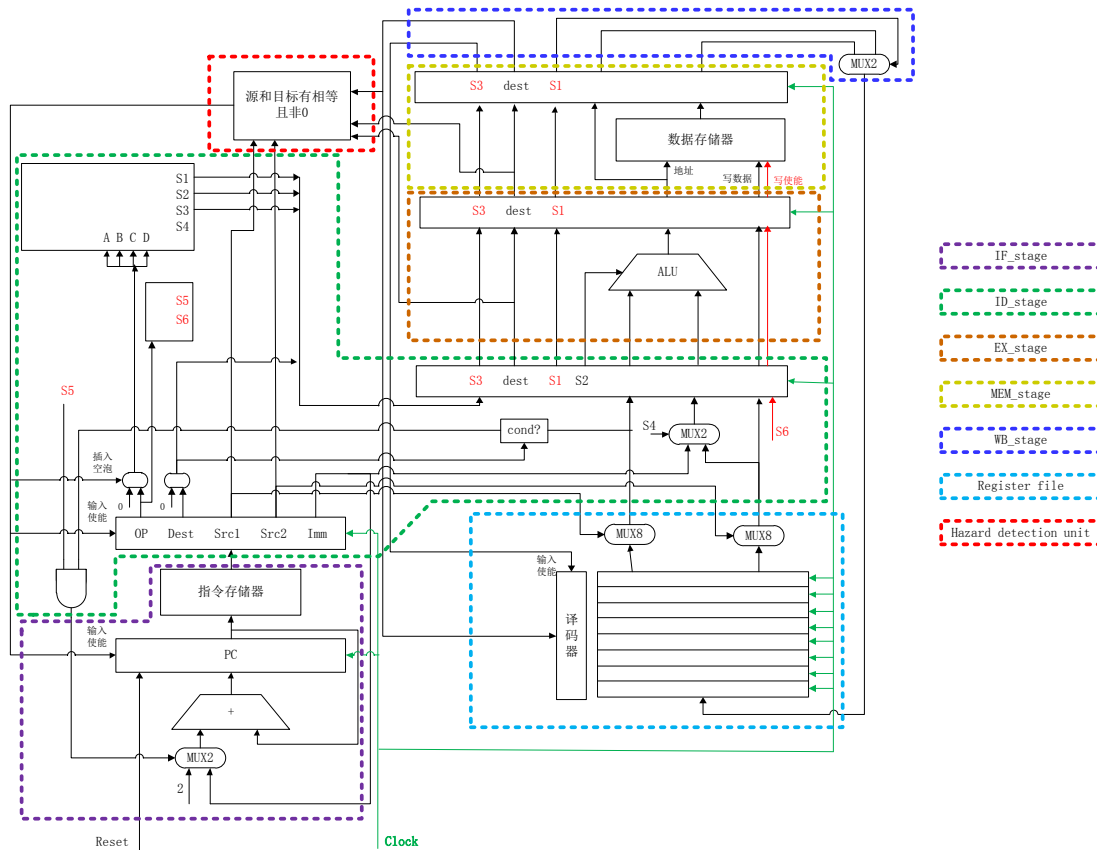 MUX2
S3 dest S1
源和目标有相等
且非0
数据存储器
地址
写数据
写使能
S1
S2
S3
S4
A B C D
S3 dest S1
ALU
IF_stage
S5
S6
ID_stage
EX_stage
S5
S3 dest S1 S2
MEM_stage
cond?
S4
MUX2
S6
WB_stage
插入
空泡
Register file
输入
使能
0
0
OP Dest Src1 Src2 Imm
MUX8
MUX8
Hazard detection unit
输入
使能
指令存储器
译
码
器
输入
使能
PC
+
MUX2
2
Reset
Clock